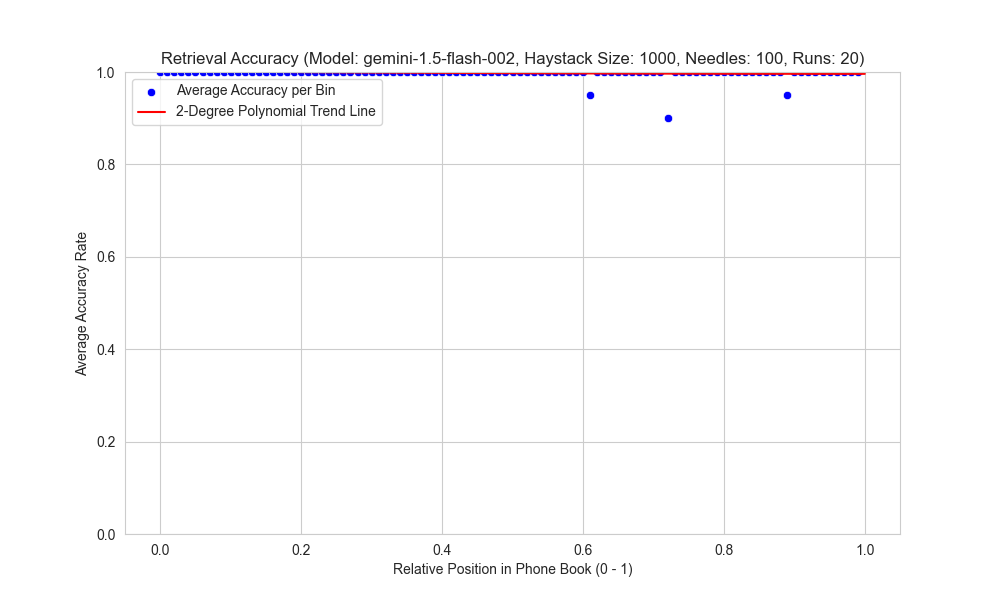 Retrieval Accuracy (Model: gemini-1.5-flash-002, Haystack Size: 1000, Needles: 100, Runs: 20)
1.0
Average Accuracy per Bin
2-Degree Polynomial Trend Line
0.8
0.6
0.4
0.2
0.0
Average Accuracy Rate
0.0 0.2 0.4 0.6 0.8 1.0
Relative Position in Phone Book (0 - 1)